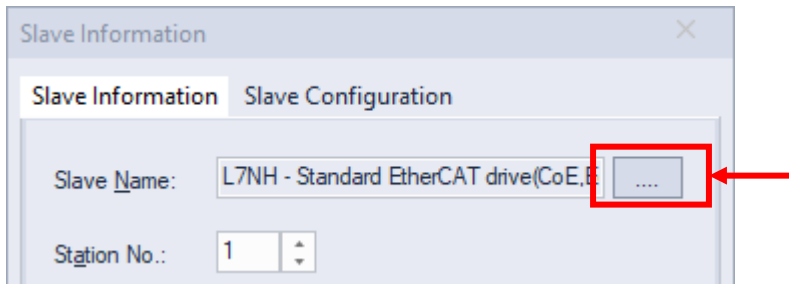 Slave Information
Slave Information Slave Configuration
Slave Name: L7NH - Standard EtherCAT drive(CoE,E ....
Station No.: 1